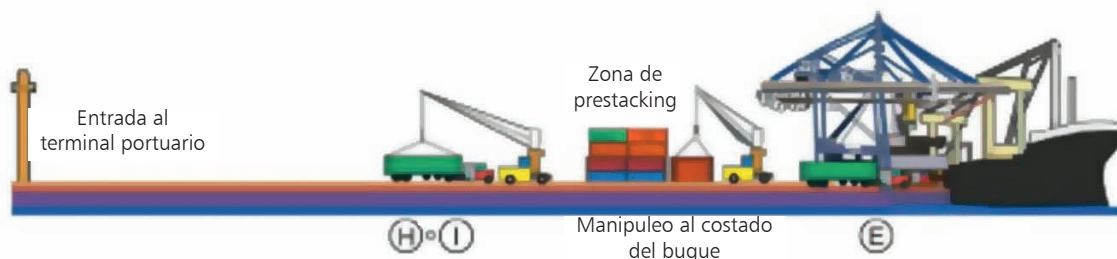 Entrada al
terminal portuario
Zona de
prestacking
H o I
Manipuleo al costado
del buque
E